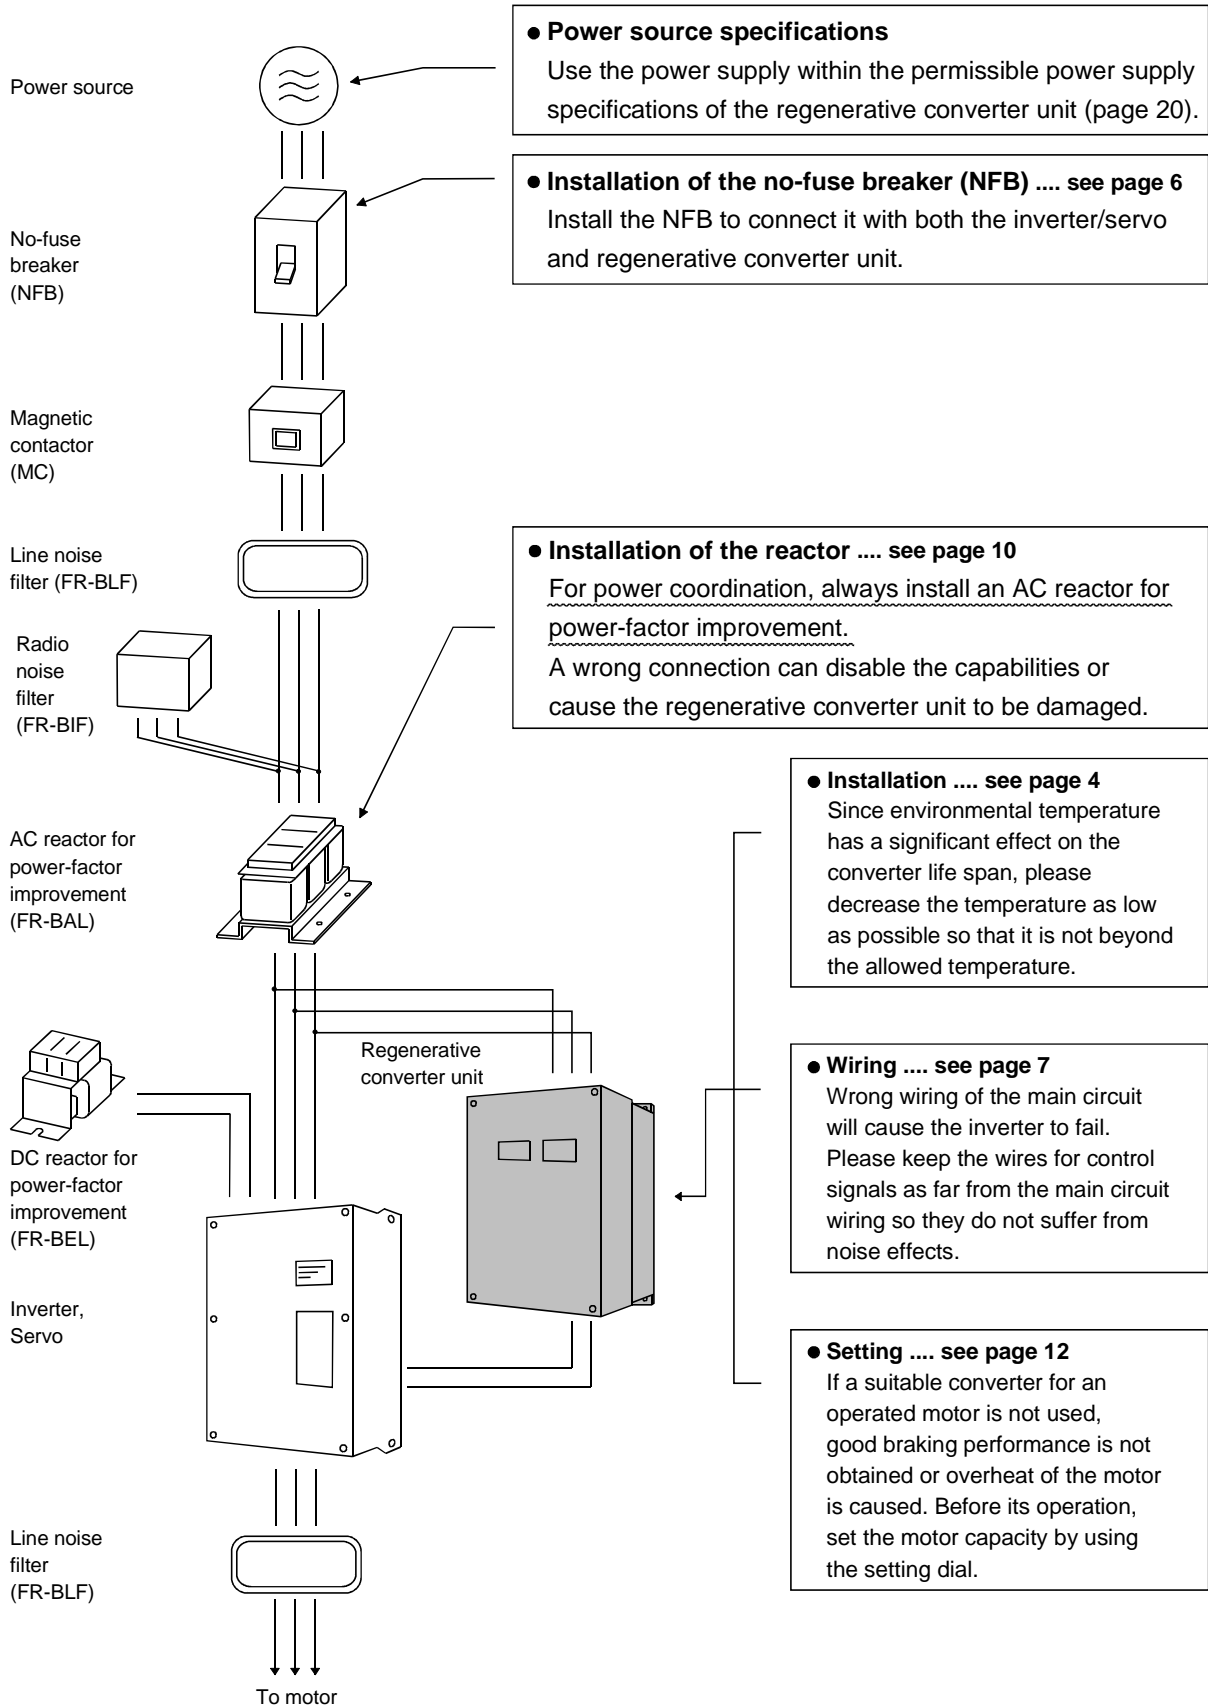 Power source
● Power source specifications
Use the power supply within the permissible power supply
specifications of the regenerative converter unit (page 20).
No-fuse
breaker
(NFB)
● Installation of the no-fuse breaker (NFB) .... see page 6
Install the NFB to connect it with both the inverter/servo
and regenerative converter unit.
Magnetic
contactor
(MC)
Line noise
filter (FR-BLF)
● Installation of the reactor .... see page 10
For power coordination, always install an AC reactor for
power-factor improvement.
A wrong connection can disable the capabilities or
cause the regenerative converter unit to be damaged.
Radio
noise
filter
(FR-BIF)
AC reactor for
power-factor
improvement
(FR-BAL)
● Installation .... see page 4
Since environmental temperature
has a significant effect on the
converter life span, please
decrease the temperature as low
as possible so that it is not beyond
the allowed temperature.
Regenerative
converter unit
● Wiring .... see page 7
Wrong wiring of the main circuit
will cause the inverter to fail.
Please keep the wires for control
signals as far from the main circuit
wiring so they do not suffer from
noise effects.
DC reactor for
power-factor
improvement
(FR-BEL)
Inverter,
Servo
● Setting .... see page 12
If a suitable converter for an
operated motor is not used,
good braking performance is not
obtained or overheat of the motor
is caused. Before its operation,
set the motor capacity by using
the setting dial.
Line noise
filter
(FR-BLF)
To motor